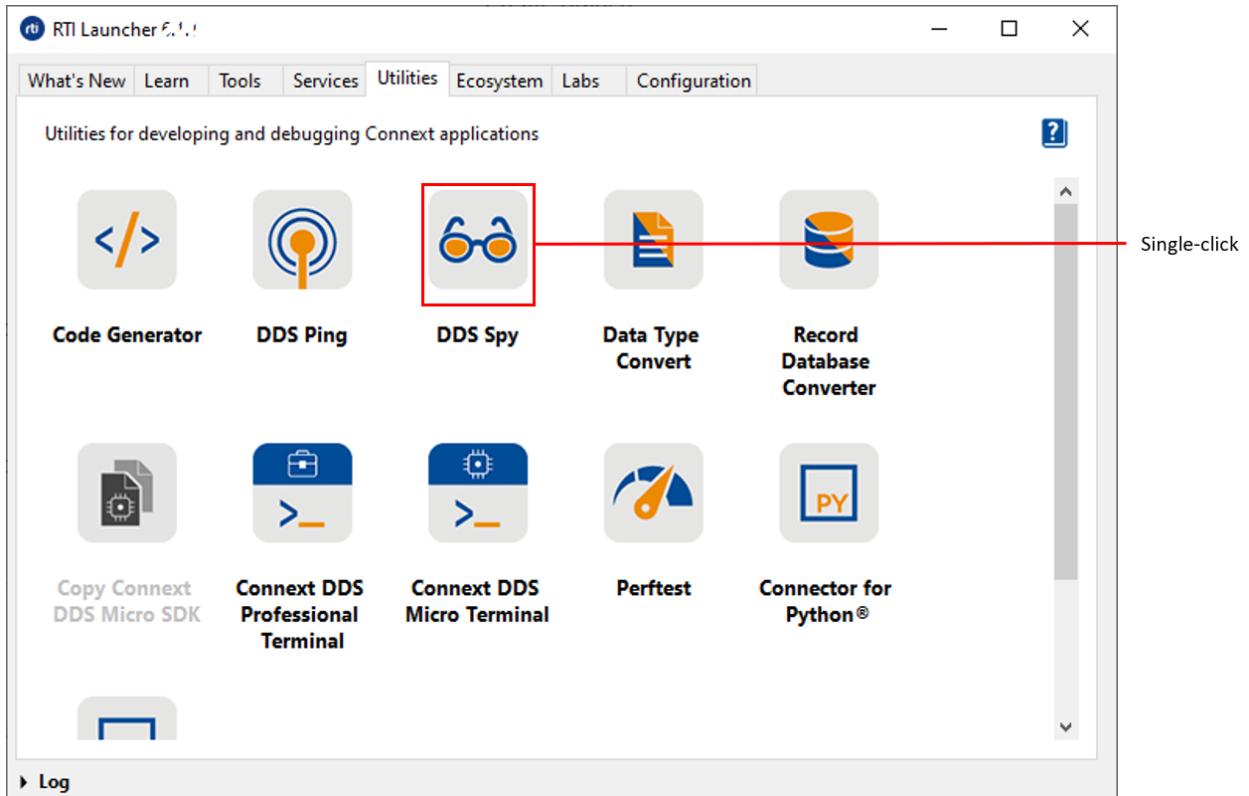 rti RTI Launcher
What's New Learn Tools Services Utilities Ecosystem Labs Configuration
Utilities for developing and debugging Connext applications
?
</>
Single-click
Code Generator DDS Ping DDS Spy Data Type Record
Convert Database
Converter
>_ >_ PY
Copy Connext Connext DDS Connext DDS Perftest Connector for
DDS Micro SDK Professional Micro Terminal Python®
Terminal
Log